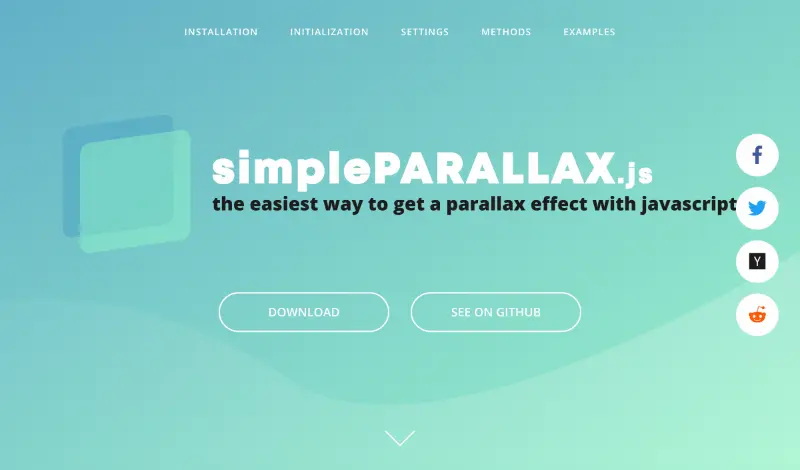 INSTALLATION INITIALIZATION SETTINGS METHODS EXAMPLES
simplePARALLAX.js
the easiest way to get a parallax effect with javascript
DOWNLOAD SEE ON GITHUB
Y